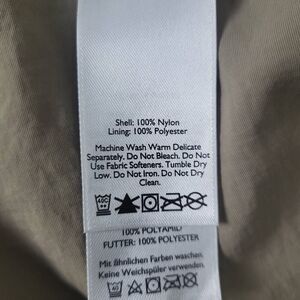 Shell: 100% Nylon
Lining: 100% Polyester
Machine Wash Warm Delicate
Separately. Do Not Bleach. Do Not
Use Fabric Softeners. Tumble Dry
Low. Do Not Iron. Do Not Dry
Clean.
40C
100% POLYAMID
FUTTER: 100% POLYESTER
Mit ähnlichen Farben waschen.
Keine Weichspüler verwenden.
40